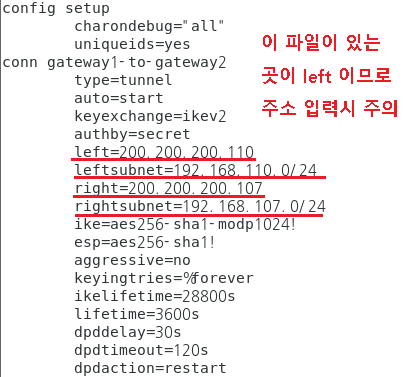 config setup
charondebug="all"
uniqueids=yes
conn gateway1-to-gateway2
type=tunnel
auto=start
keyexchange=ikev2
authby=secret
left=200.200.200.110
leftsubnet=192.168.110.0/24
right=200.200.200.107
rightsubnet=192.168.107.0/24
ike=aes256-sha1-modp1024!
esp=aes256-sha1!
aggressive=no
keyingtries=%forever
ikelifetime=28800s
lifetime=3600s
dpddelay=30s
dpdtimeout=120s
dpdaction=restart
이 파일이 있는
곳이 left 이므로
주소 입력시 주의